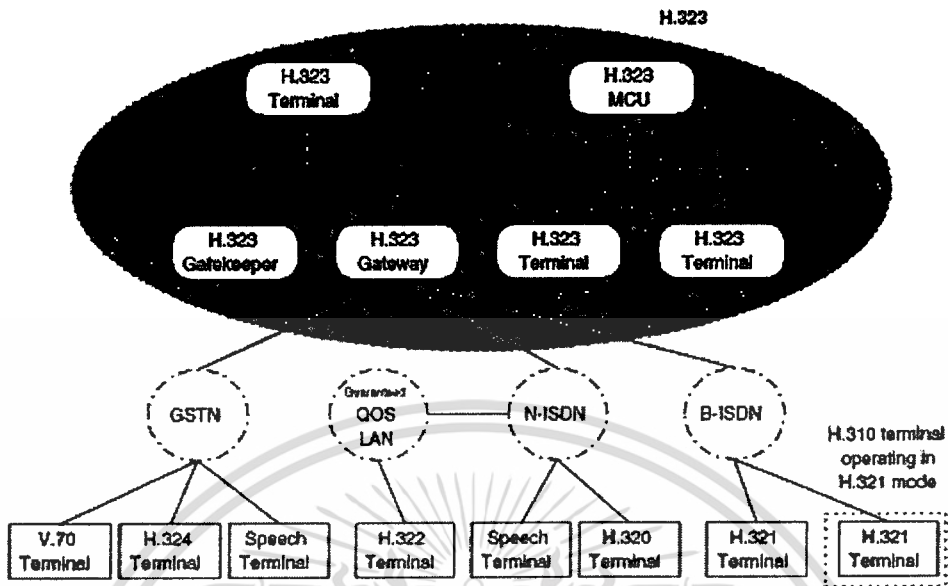 H.323
H.323
Terminal
H.323
MCU
H.323
Gatekeeper
H.323
Gateway
H.323
Terminal
H.323
Terminal
GSTN
Guaranteed
QOS
LAN
N-ISDN
B-ISDN
H.310 terminal
operating in
H.321 mode
V.70
Terminal
H.324
Terminal
Speech
Terminal
H.322
Terminal
Speech
Terminal
H.320
Terminal
H.321
Terminal
H.321
Terminal